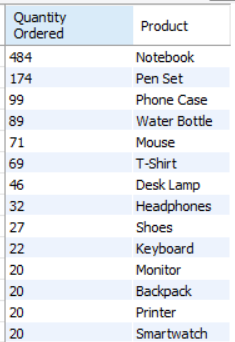 Quantity Ordered Product
484 Notebook
174 Pen Set
99 Phone Case
89 Water Bottle
71 Mouse
69 T-Shirt
46 Desk Lamp
32 Headphones
27 Shoes
22 Keyboard
20 Monitor
20 Backpack
20 Printer
20 Smartwatch